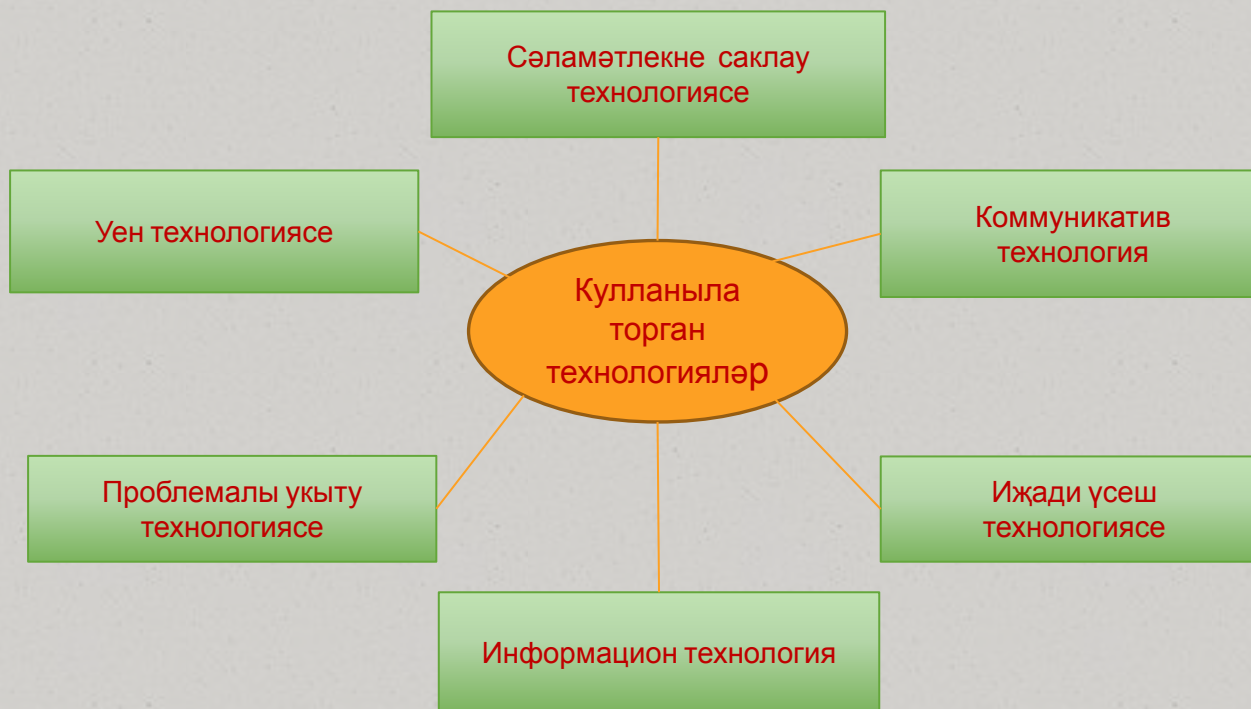 Сәламәтлекне саклау
технологиясе
Уен технологиясе
Коммуникатив
технология
Кулланыла
торган
технологияләр
Проблемалы укыту
технологиясе
Иҗади үсеш
технологиясе
Информацион технология